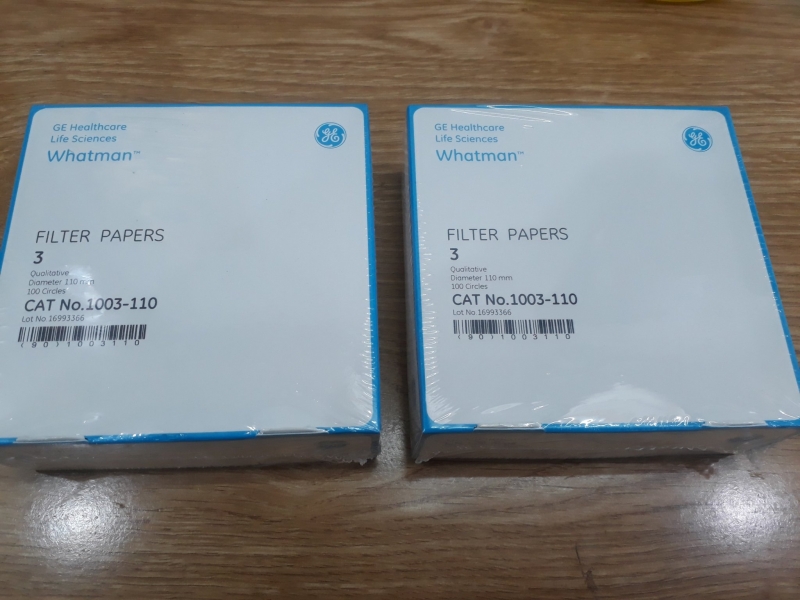 GE Healthcare
Life Sciences
Whatman™
FILTER PAPERS
3
Qualitative
Diameter 110 mm
100 Circles
CAT No.1003-110
Lot No 16993366
(90)1003110
GE Healthcare
Life Sciences
Whatman™
FILTER PAPERS
3
Qualitative
Diameter 110 mm
100 Circles
CAT No.1003-110
Lot No 16993366
(90)1003110